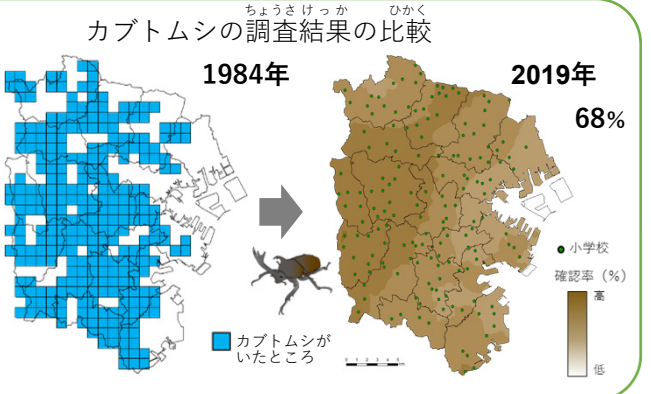 ちょうさけっか ひかく
カブトムシの調査結果の比較
1984年
2019年
68%
小学校
確認率（%）
高
低
カブトムシが
いたところ